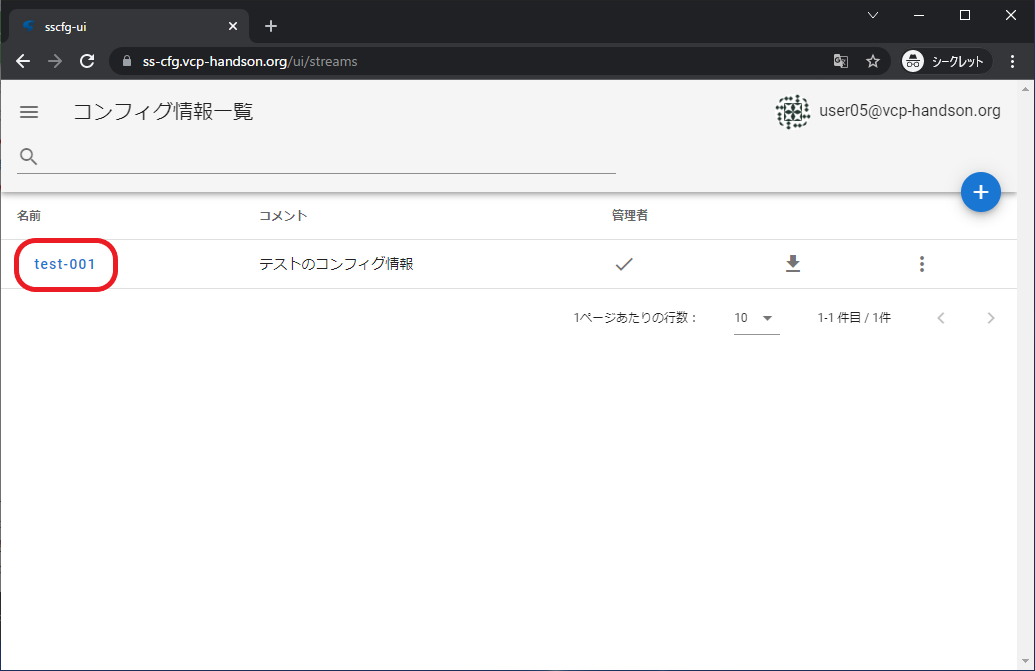 sscfg-ui
ss-cfg.vcp-handson.org/ui/streams シークレット
コンフィグ情報一覧 user05@vcp-handson.org
名前 コメント 管理者
test-001 テストのコンフィグ情報
1ページあたりの行数： 10 1-1 件目 / 1件